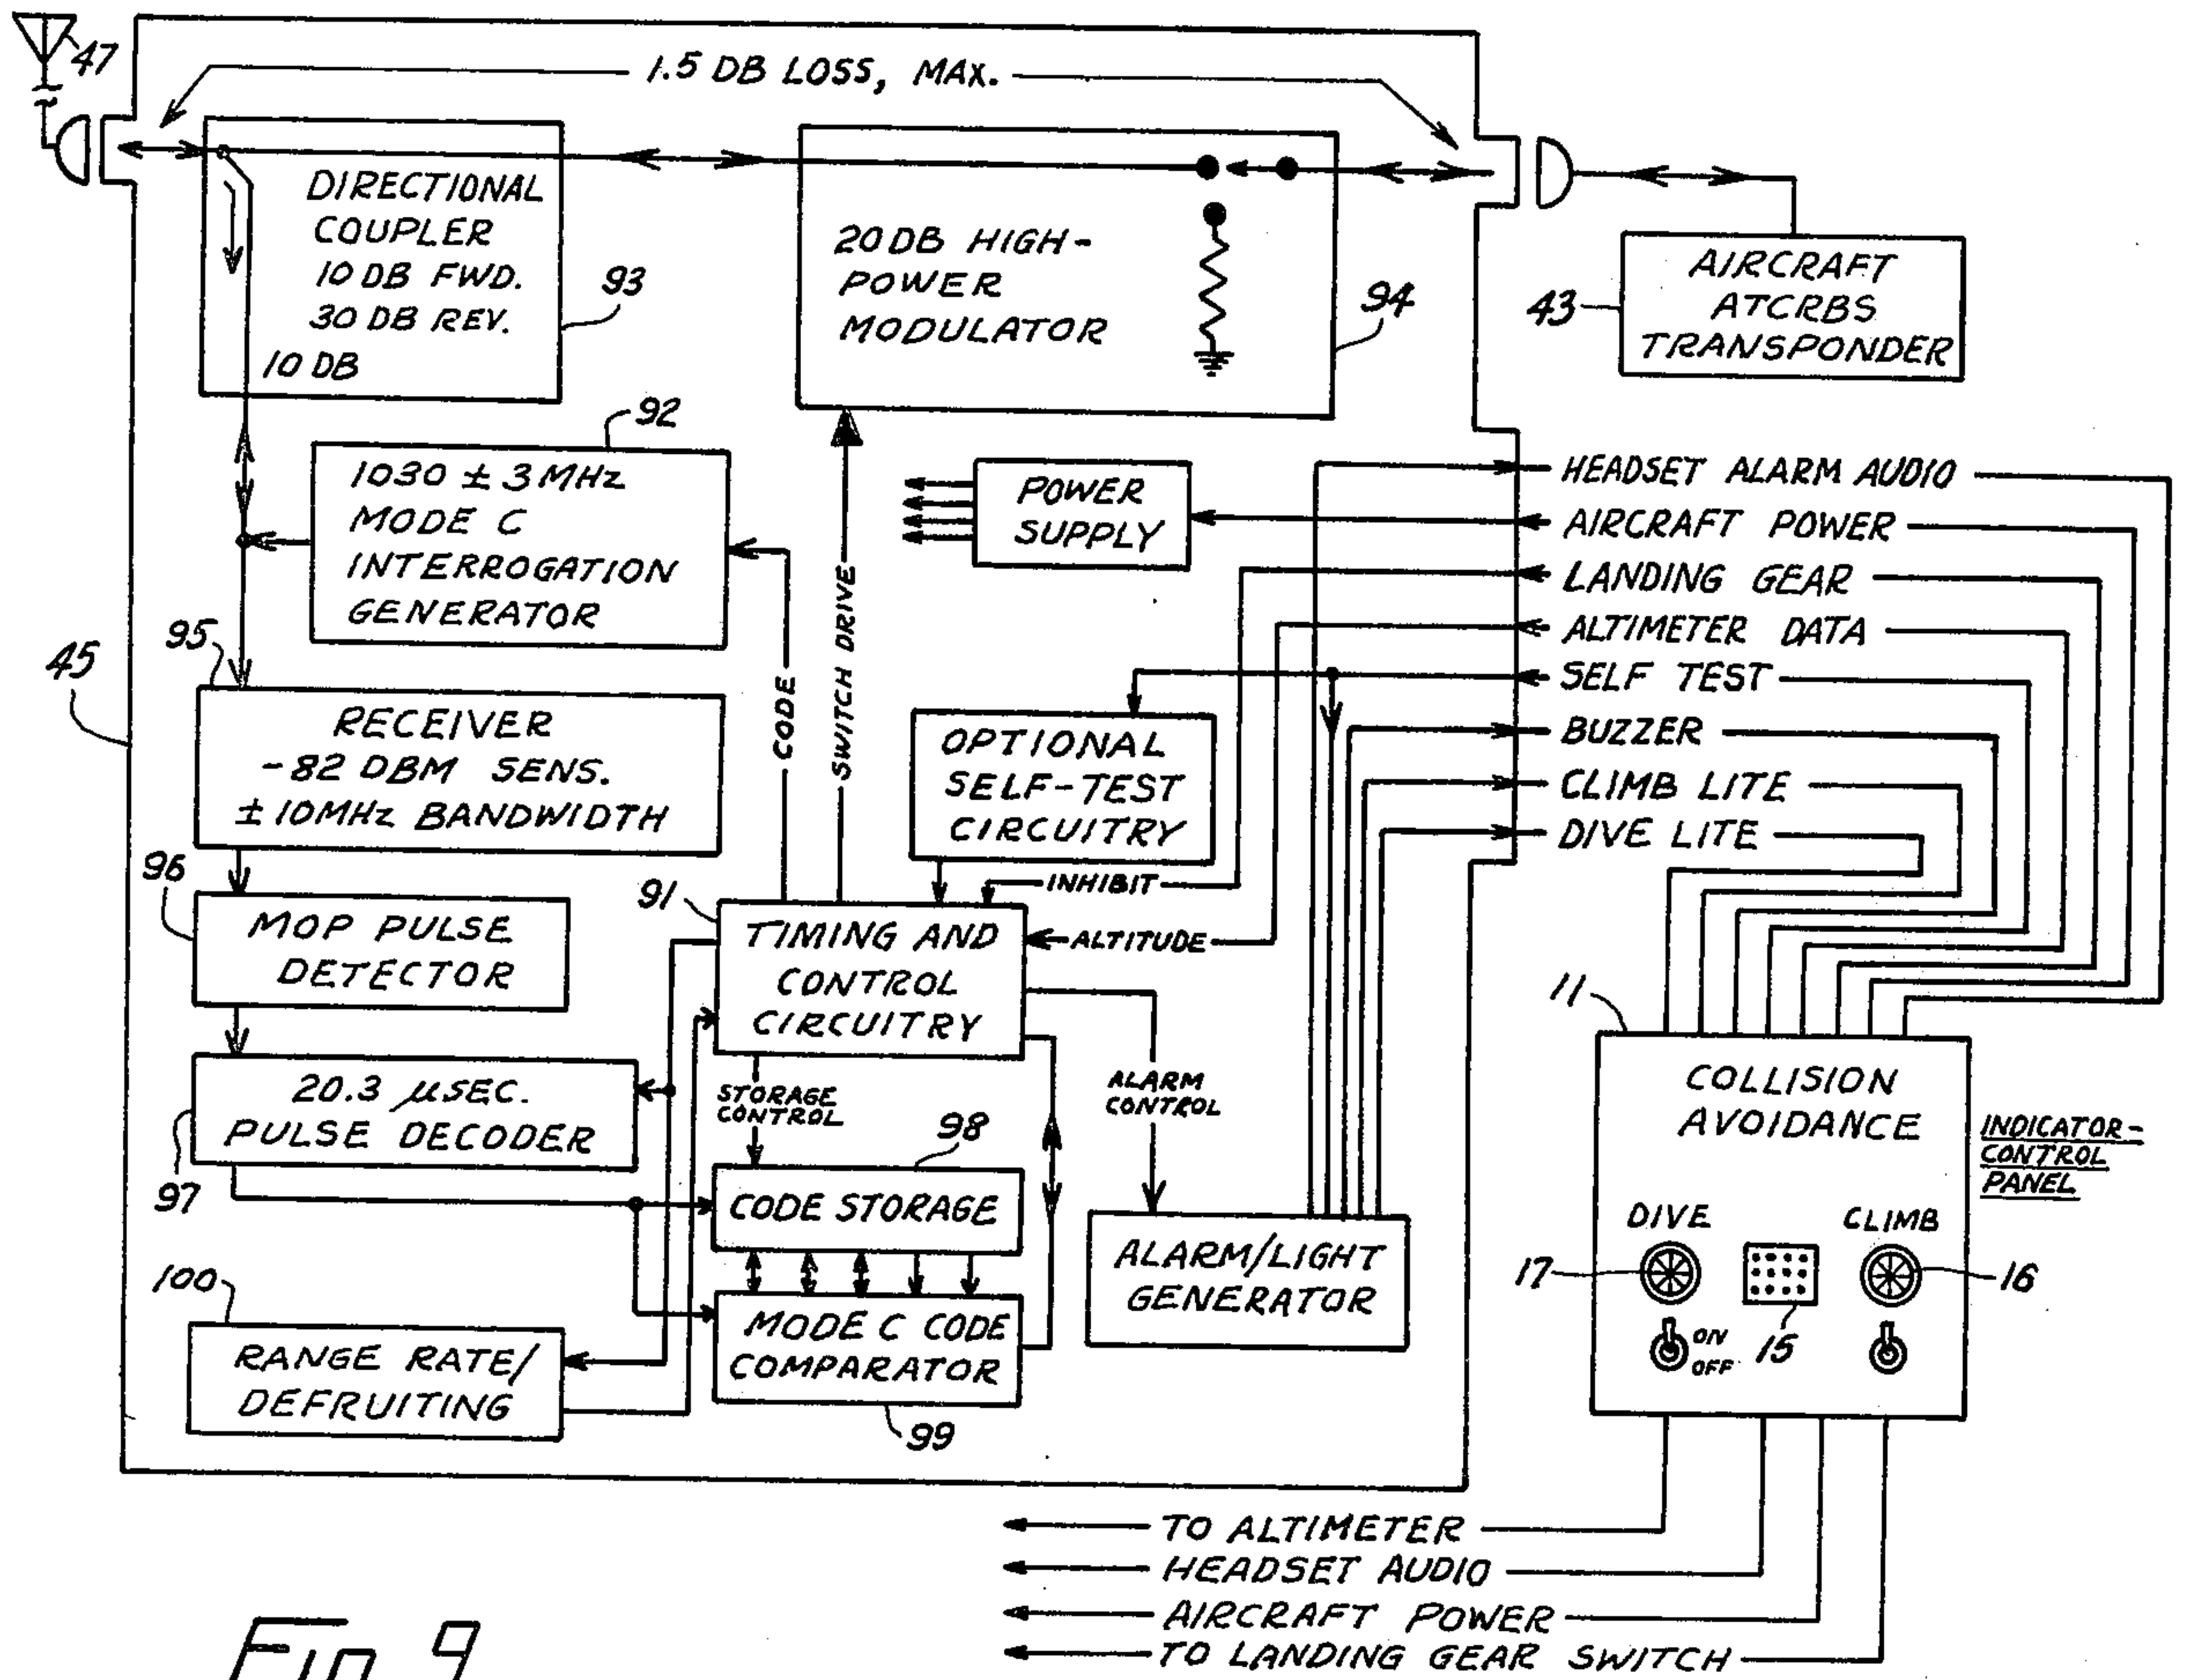 47
1.5 DB LOSS, MAX.
DIRECTIONAL
COUPLER
10 DB FWD.
30 DB REV.
10 DB
93
20 DB HIGH-
POWER
MODULATOR
94
43
AIRCRAFT
ATCRBS
TRANSPONDER
92
1030 ± 3 MHz
MODE C
INTERROGATION
GENERATOR
POWER
SUPPLY
HEADSET ALARM AUDIO
AIRCRAFT POWER
LANDING GEAR
ALTIMETER DATA
SELF TEST
BUZZER
CLIMB LITE
DIVE LITE
CODE
SWITCH DRIVE
45
95
RECEIVER
-82 DBM SENS.
± 10MHz BANDWIDTH
OPTIONAL
SELF-TEST
CIRCUITRY
INHIBIT
96
MOP PULSE
DETECTOR
91
TIMING AND
CONTROL
CIRCUITRY
ALTITUDE
97
20.3 μSEC.
PULSE DECODER
STORAGE
CONTROL
ALARM
CONTROL
98
CODE STORAGE
100
RANGE RATE/
DEFRUITING
MODE C CODE
COMPARATOR
99
ALARM/LIGHT
GENERATOR
11
COLLISION
AVOIDANCE
INDICATOR-
CONTROL
PANEL
DIVE
CLIMB
17
16
15
ON
OFF
TO ALTIMETER
HEADSET AUDIO
AIRCRAFT POWER
TO LANDING GEAR SWITCH
Fig 9